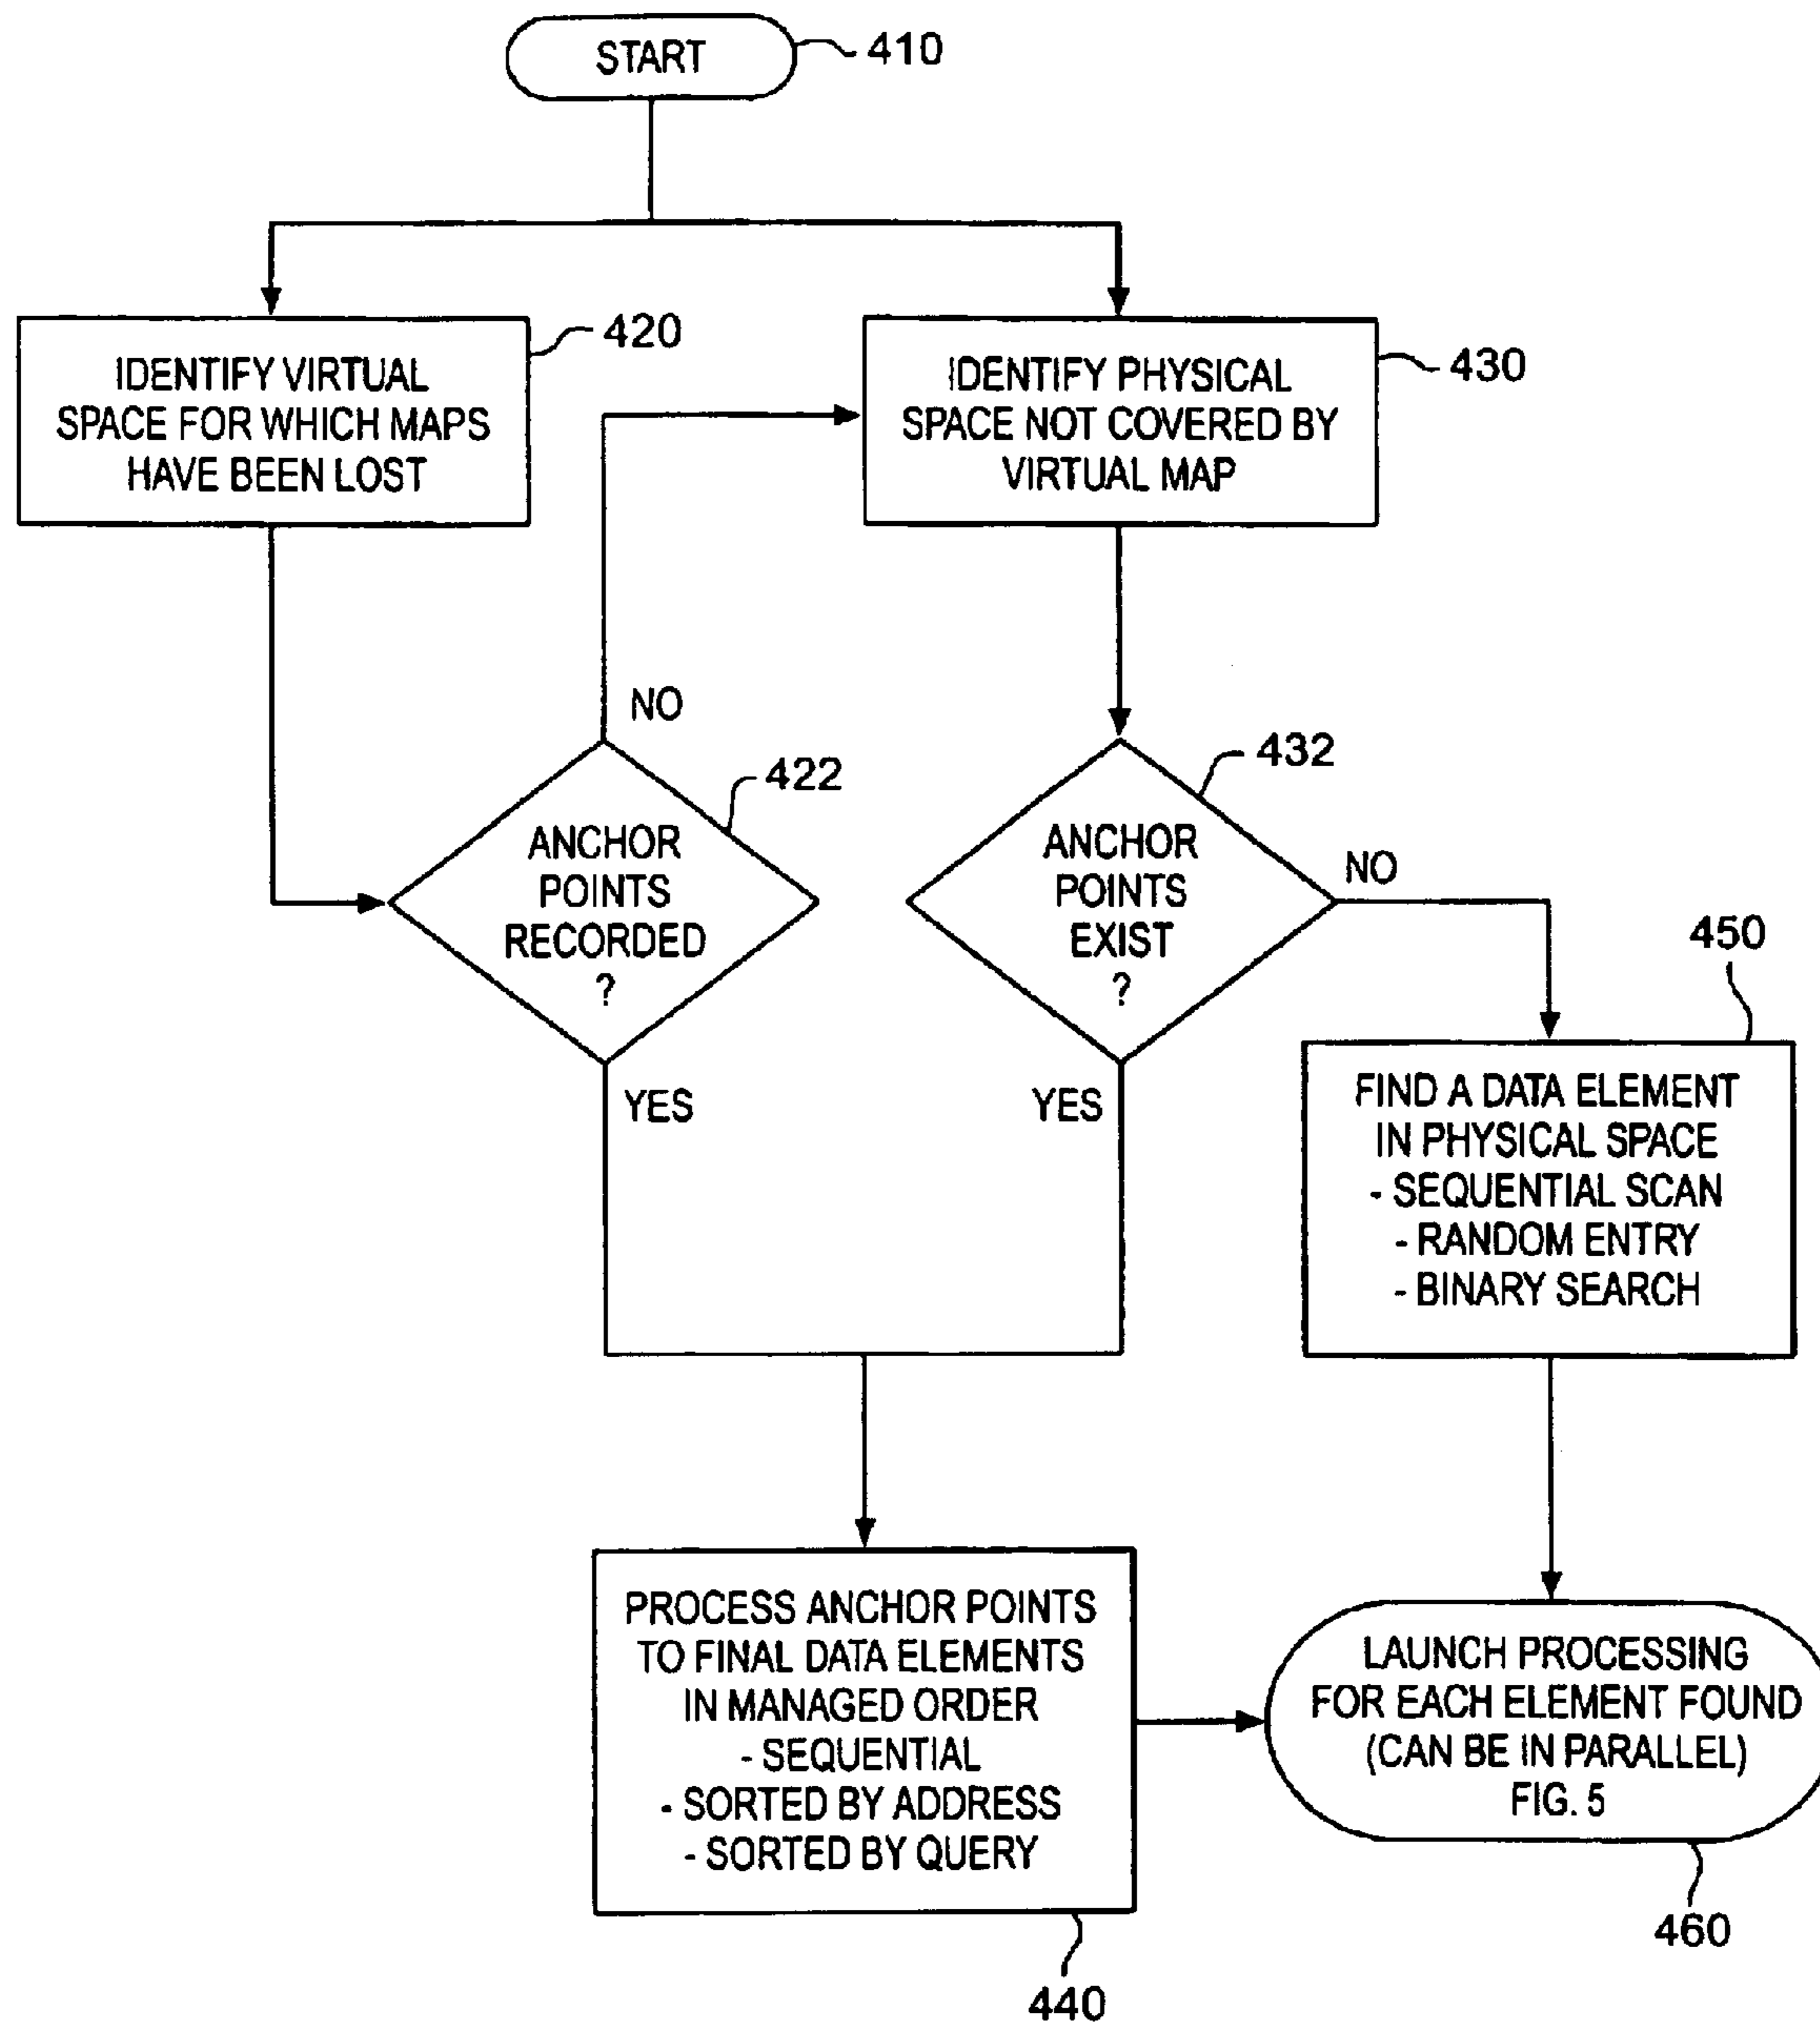 START
410
IDENTIFY VIRTUAL
SPACE FOR WHICH MAPS
HAVE BEEN LOST
420
IDENTIFY PHYSICAL
SPACE NOT COVERED BY
VIRTUAL MAP
430
NO
ANCHOR
POINTS
RECORDED
?
422
YES
ANCHOR
POINTS
EXIST
?
432
NO
YES
450
FIND A DATA ELEMENT
IN PHYSICAL SPACE
- SEQUENTIAL SCAN
- RANDOM ENTRY
- BINARY SEARCH
PROCESS ANCHOR POINTS
TO FINAL DATA ELEMENTS
IN MANAGED ORDER
- SEQUENTIAL
- SORTED BY ADDRESS
- SORTED BY QUERY
440
LAUNCH PROCESSING
FOR EACH ELEMENT FOUND
(CAN BE IN PARALLEL)
FIG. 5
460